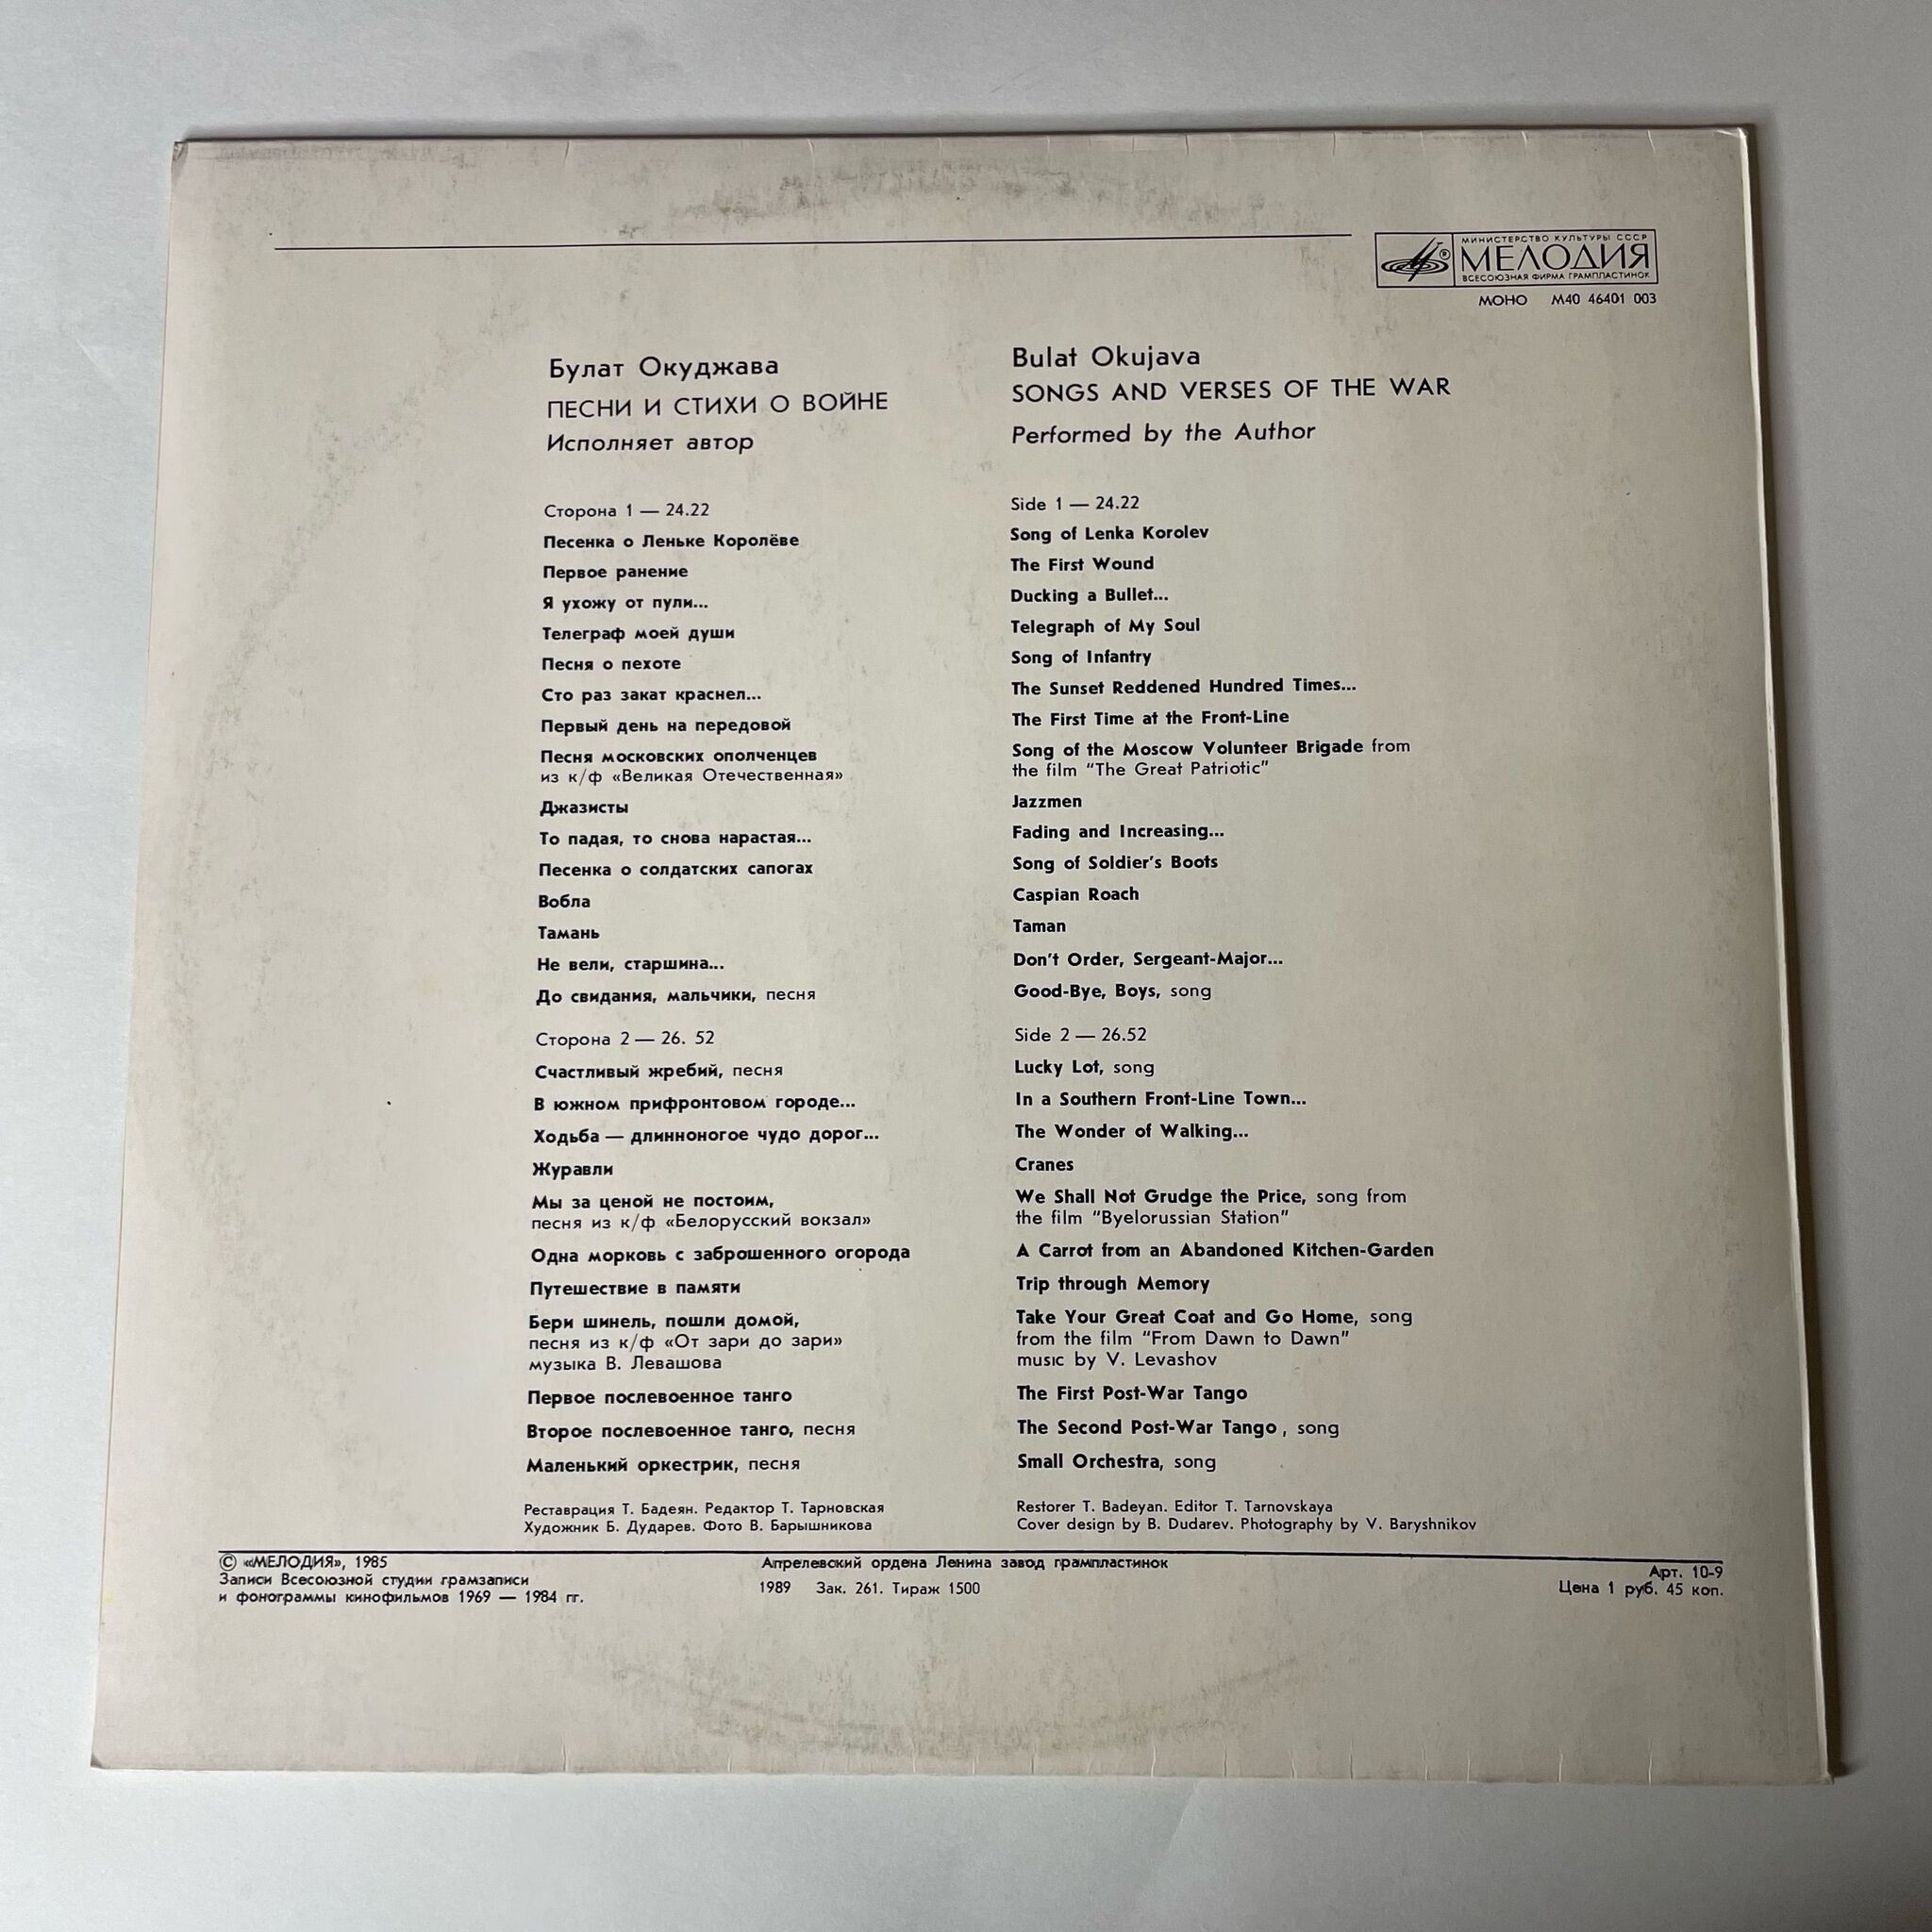 МИНИСТЕРСТВО КУЛЬТУРЫ СССР
МЕЛОДИЯ
ВСЕСОЮЗНАЯ ФИРМА ГРАМПЛАСТИНОК
МОНО М40 46401 003
Булат Окуджава
ПЕСНИ И СТИХИ О ВОЙНЕ
Исполняет автор
Сторона 1 — 24.22
Песенка о Леньке Королёве
Первое ранение
Я ухожу от пули...
Телеграф моей души
Песня о пехоте
Сто раз закат краснел...
Первый день на передовой
Песня московских ополченцев
из к/ф «Великая Отечественная»
Джазисты
То падая, то снова нарастая...
Песенка о солдатских сапогах
Вобла
Тамань
Не вели, старшина...
До свидания, мальчики, песня
Сторона 2 — 26. 52
Счастливый жребий, песня
В южном прифронтовом городе...
Ходьба — длинноногое чудо дорог...
Журавли
Мы за ценой не постоим,
песня из к/ф «Белорусский вокзал»
Одна морковь с заброшенного огорода
Путешествие в памяти
Бери шинель, пошли домой,
песня из к/ф «От зари до зари»
музыка В. Левашова
Первое послевоенное танго
Второе послевоенное танго, песня
Маленький оркестрик, песня
Реставрация Т. Бадеян. Редактор Т. Тарновская
Художник Б. Дударев. Фото В. Барышникова
Bulat Okujava
SONGS AND VERSES OF THE WAR
Performed by the Author
Side 1 — 24.22
Song of Lenka Korolev
The First Wound
Ducking a Bullet...
Telegraph of My Soul
Song of Infantry
The Sunset Reddened Hundred Times...
The First Time at the Front-Line
Song of the Moscow Volunteer Brigade from
the film “The Great Patriotic”
Jazzmen
Fading and Increasing...
Song of Soldier’s Boots
Caspian Roach
Taman
Don’t Order, Sergeant-Major...
Good-Bye, Boys, song
Side 2 — 26.52
Lucky Lot, song
In a Southern Front-Line Town...
The Wonder of Walking...
Cranes
We Shall Not Grudge the Price, song from
the film “Byelorussian Station”
A Carrot from an Abandoned Kitchen-Garden
Trip through Memory
Take Your Great Coat and Go Home, song
from the film “From Dawn to Dawn”
music by V. Levashov
The First Post-War Tango
The Second Post-War Tango , song
Small Orchestra, song
Restorer T. Badeyan. Editor T. Tarnovskaya
Cover design by B. Dudarev. Photography by V. Baryshnikov
© «МЕЛОДИЯ», 1985
Записи Всесоюзной студии грамзаписи
и фонограммы кинофильмов 1969 — 1984 гг.
Апрелевский ордена Ленина завод грампластинок
1989 Зак. 261. Тираж 1500
Арт. 10-9
Цена 1 руб. 45 коп.